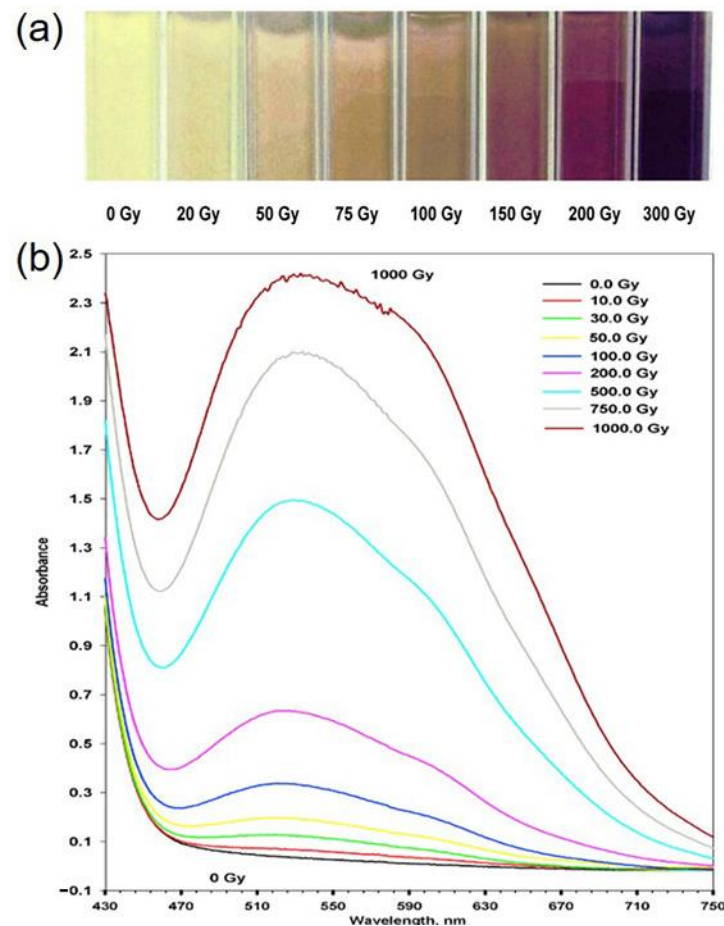 (a)
0 Gy 20 Gy 50 Gy 75 Gy 100 Gy 150 Gy 200 Gy 300 Gy
(b)
2.5
2.3
2.1
1.9
1.7
1.5
1.3
1.1
0.9
0.7
0.5
0.3
0.1
−0.1
Absorbance
1000 Gy
0.0 Gy
10.0 Gy
30.0 Gy
50.0 Gy
100.0 Gy
200.0 Gy
500.0 Gy
750.0 Gy
1000.0 Gy
0 Gy
430 470 510 550 590 630 670 710 750
Wavelength, nm